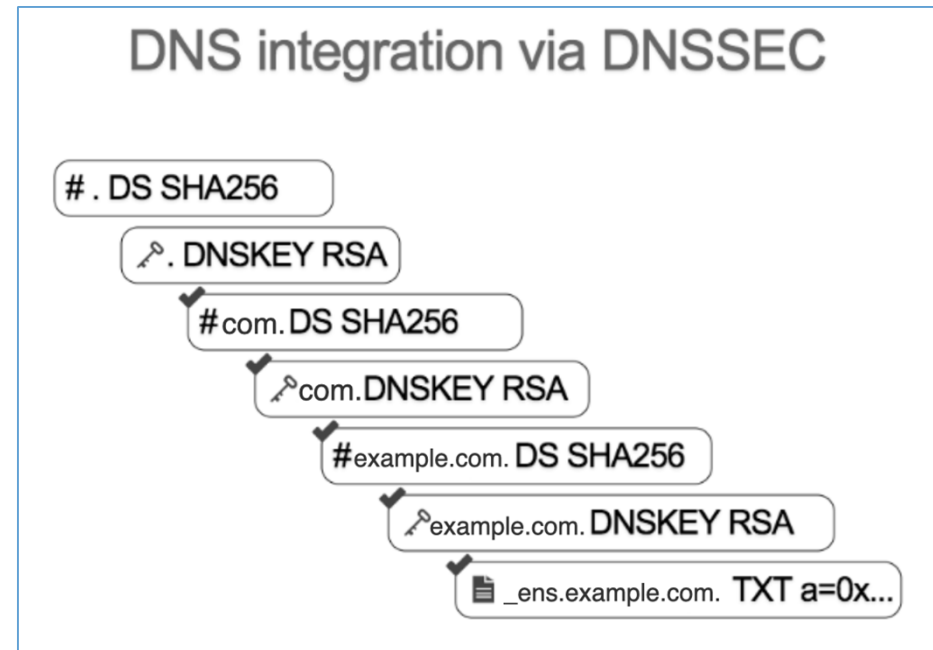 DNS integration via DNSSEC
# . DS SHA256
. DNSKEY RSA
#com. DS SHA256
com.DNSKEY RSA
#example.com. DS SHA256
example.com. DNSKEY RSA
_ens.example.com. TXT a=0x...